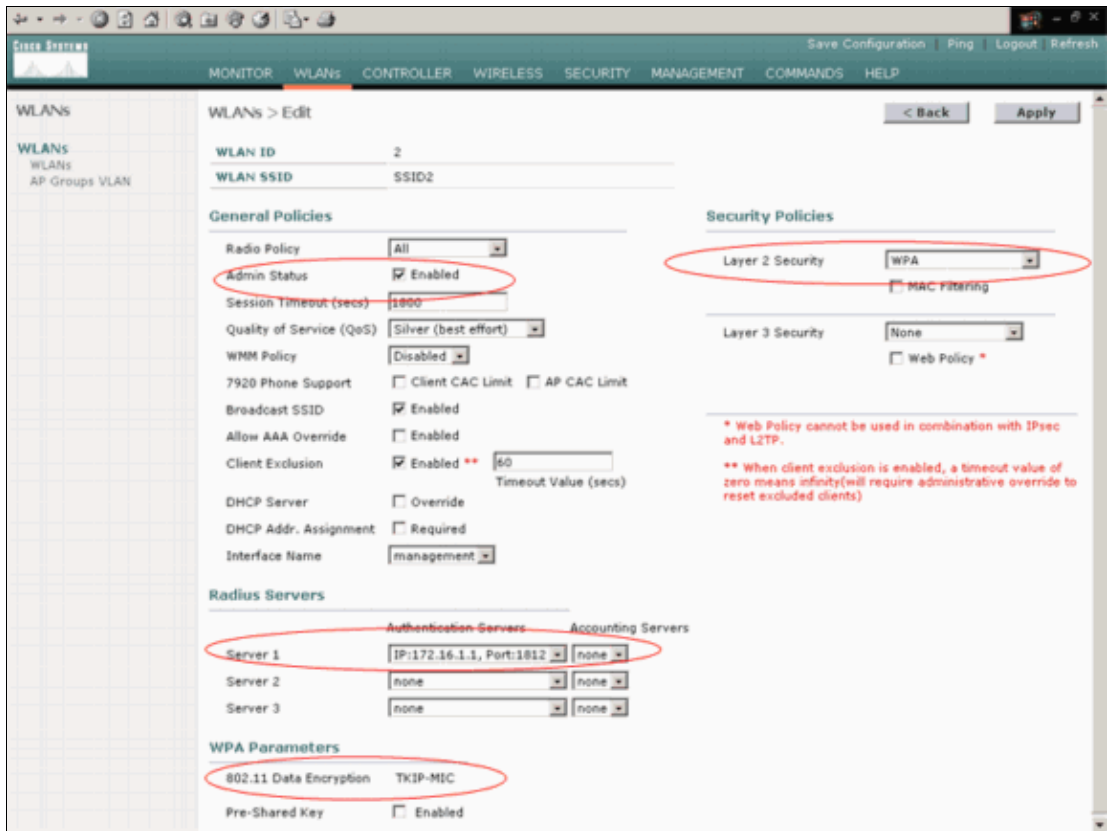 Cisco Systems
Save Configuration | Ping | Logout | Refresh
MONITOR WLANs CONTROLLER WIRELESS SECURITY MANAGEMENT COMMANDS HELP
WLANs
WLANs
WLANs
AP Groups VLAN
WLANs > Edit
< Back Apply
WLAN ID 2
WLAN SSID SSID2
General Policies
Radio Policy All
Admin Status Enabled
Session Timeout (secs) 1800
Quality of Service (QoS) Silver (best effort)
WMM Policy Disabled
7920 Phone Support Client CAC Limit AP CAC Limit
Broadcast SSID Enabled
Allow AAA Override Enabled
Client Exclusion Enabled ** 60
Timeout Value (secs)
DHCP Server Override
DHCP Addr. Assignment Required
Interface Name management
Security Policies
Layer 2 Security WPA
MAC Filtering
Layer 3 Security None
Web Policy *
* Web Policy cannot be used in combination with IPsec
and L2TP.
** When client exclusion is enabled, a timeout value of
zero means infinity(will require administrative override to
reset excluded clients)
Radius Servers
Authentication Servers Accounting Servers
Server 1 IP:172.16.1.1, Port:1812 none
Server 2 none none
Server 3 none none
WPA Parameters
802.11 Data Encryption TKIP-MIC
Pre-Shared Key Enabled